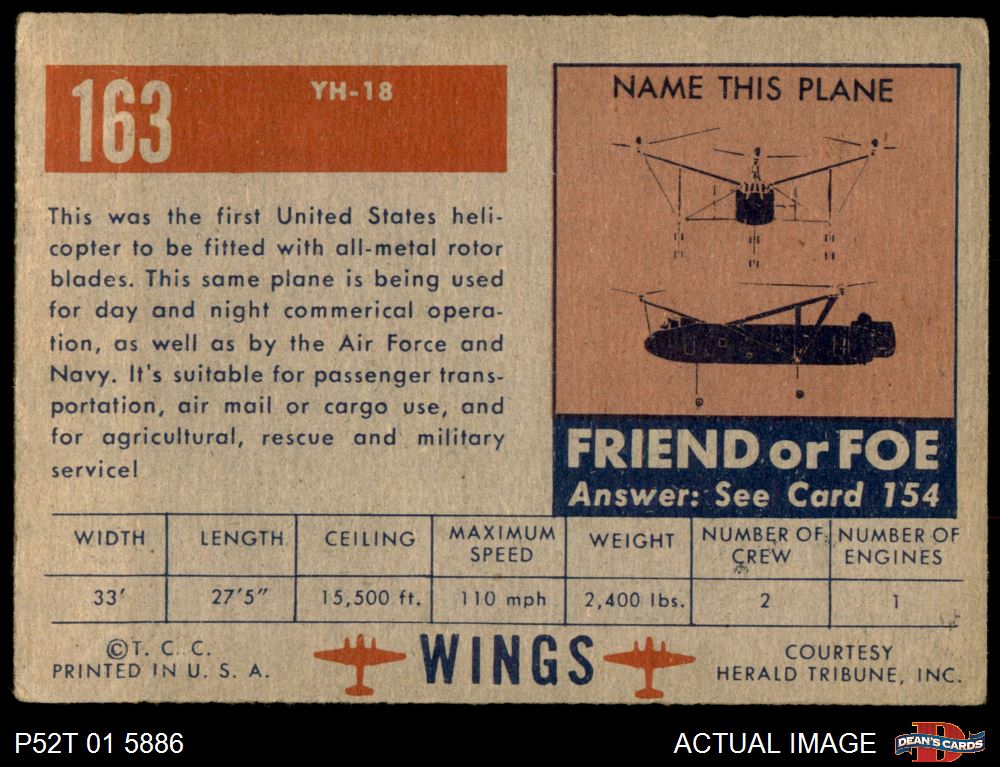 163
YH-18
This was the first United States heli-
copter to be fitted with all-metal rotor
blades. This same plane is being used
for day and night commerical opera-
tion, as well as by the Air Force and
Navy. It's suitable for passenger trans-
portation, air mail or cargo use, and
for agricultural, rescue and military
service!
NAME THIS PLANE
FRIEND or FOE
Answer: See Card 154
WIDTH LENGTH CEILING MAXIMUM SPEED WEIGHT NUMBER OF CREW NUMBER OF ENGINES
33' 27'5" 15,500 ft. 110 mph 2,400 lbs. 2 1
©T. C. C.
PRINTED IN U. S. A.
WINGS
COURTESY
HERALD TRIBUNE, INC.
P52T 01 5886
ACTUAL IMAGE
D
DEAN'S CARDS